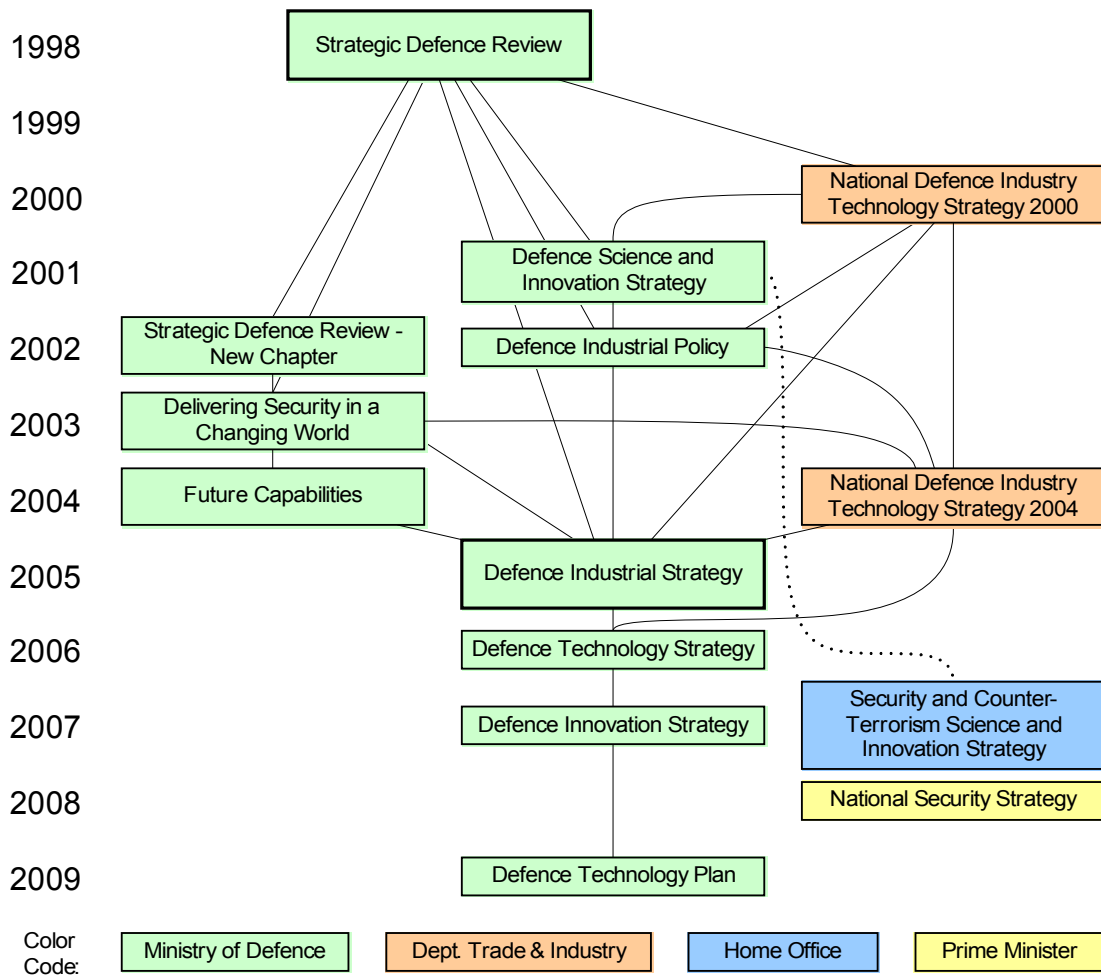 1998
Strategic Defence Review
1999
2000
National Defence Industry
Technology Strategy 2000
2001
Defence Science and
Innovation Strategy
2002
Strategic Defence Review -
New Chapter
Defence Industrial Policy
2003
Delivering Security in a
Changing World
2004
Future Capabilities
National Defence Industry
Technology Strategy 2004
2005
Defence Industrial Strategy
2006
Defence Technology Strategy
2007
Defence Innovation Strategy
Security and Counter-
Terrorism Science and
Innovation Strategy
2008
National Security Strategy
2009
Defence Technology Plan
Color
Code:
Ministry of Defence
Dept. Trade & Industry
Home Office
Prime Minister